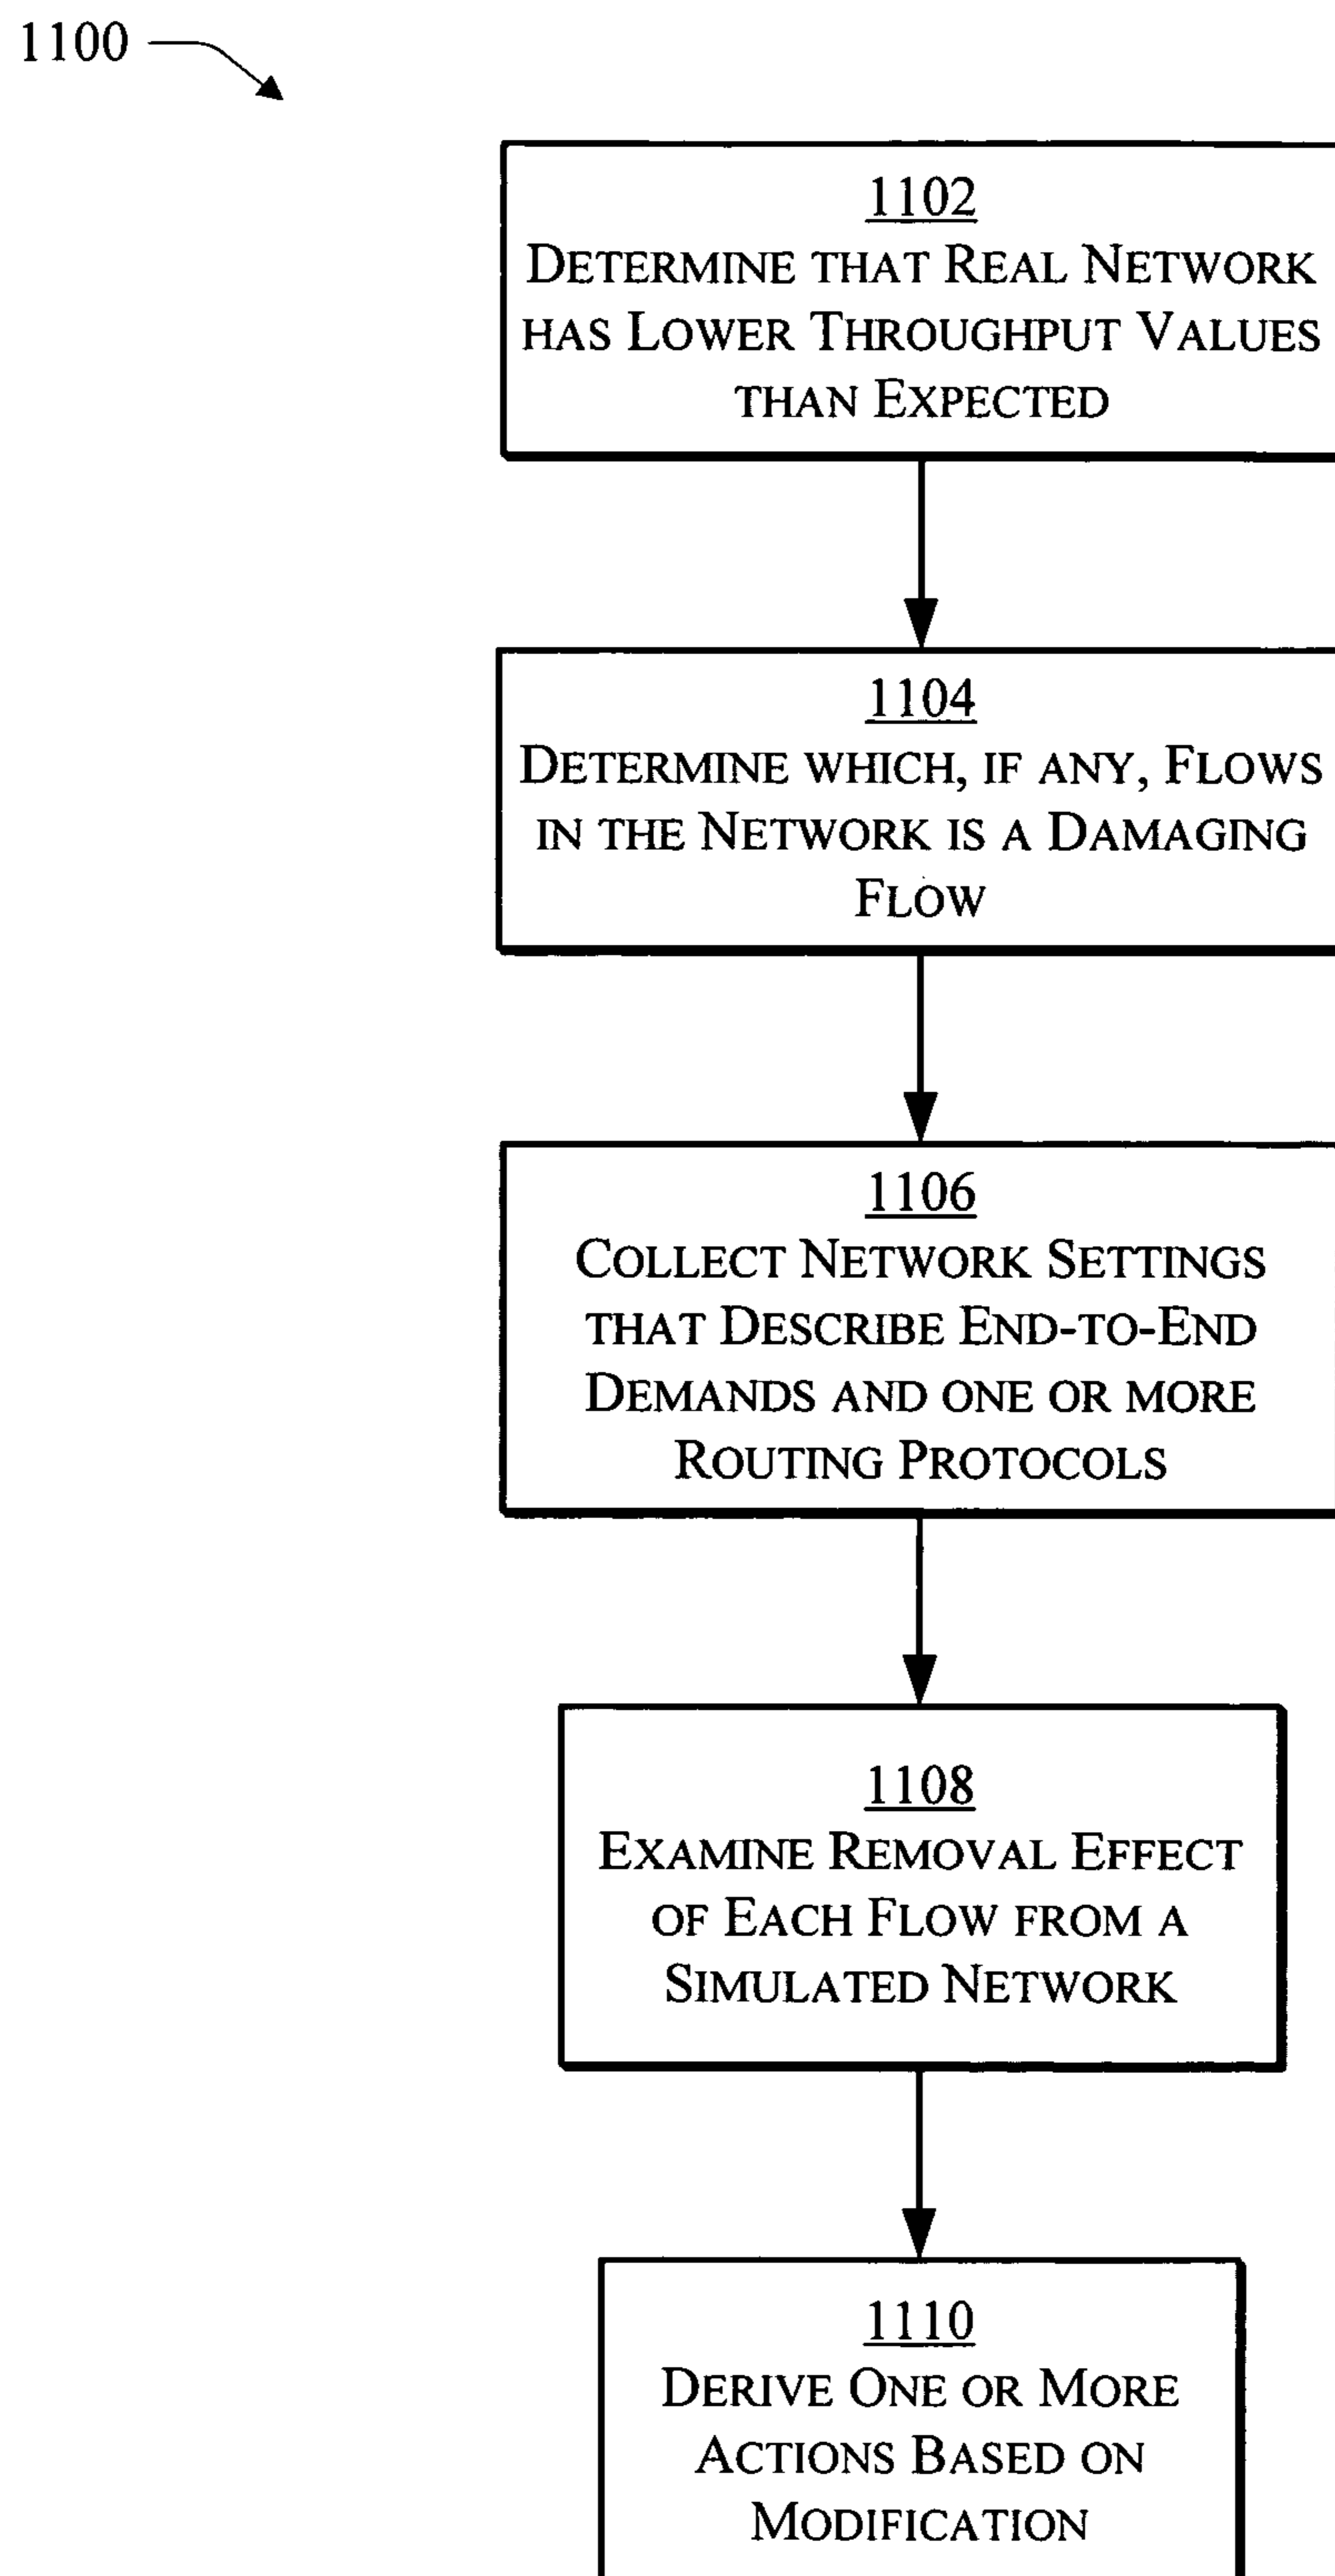 1100
1102
DETERMINE THAT REAL NETWORK
HAS LOWER THROUGHPUT VALUES
THAN EXPECTED
1104
DETERMINE WHICH, IF ANY, FLOWS
IN THE NETWORK IS A DAMAGING
FLOW
1106
COLLECT NETWORK SETTINGS
THAT DESCRIBE END-TO-END
DEMANDS AND ONE OR MORE
ROUTING PROTOCOLS
1108
EXAMINE REMOVAL EFFECT
OF EACH FLOW FROM A
SIMULATED NETWORK
1110
DERIVE ONE OR MORE
ACTIONS BASED ON
MODIFICATION